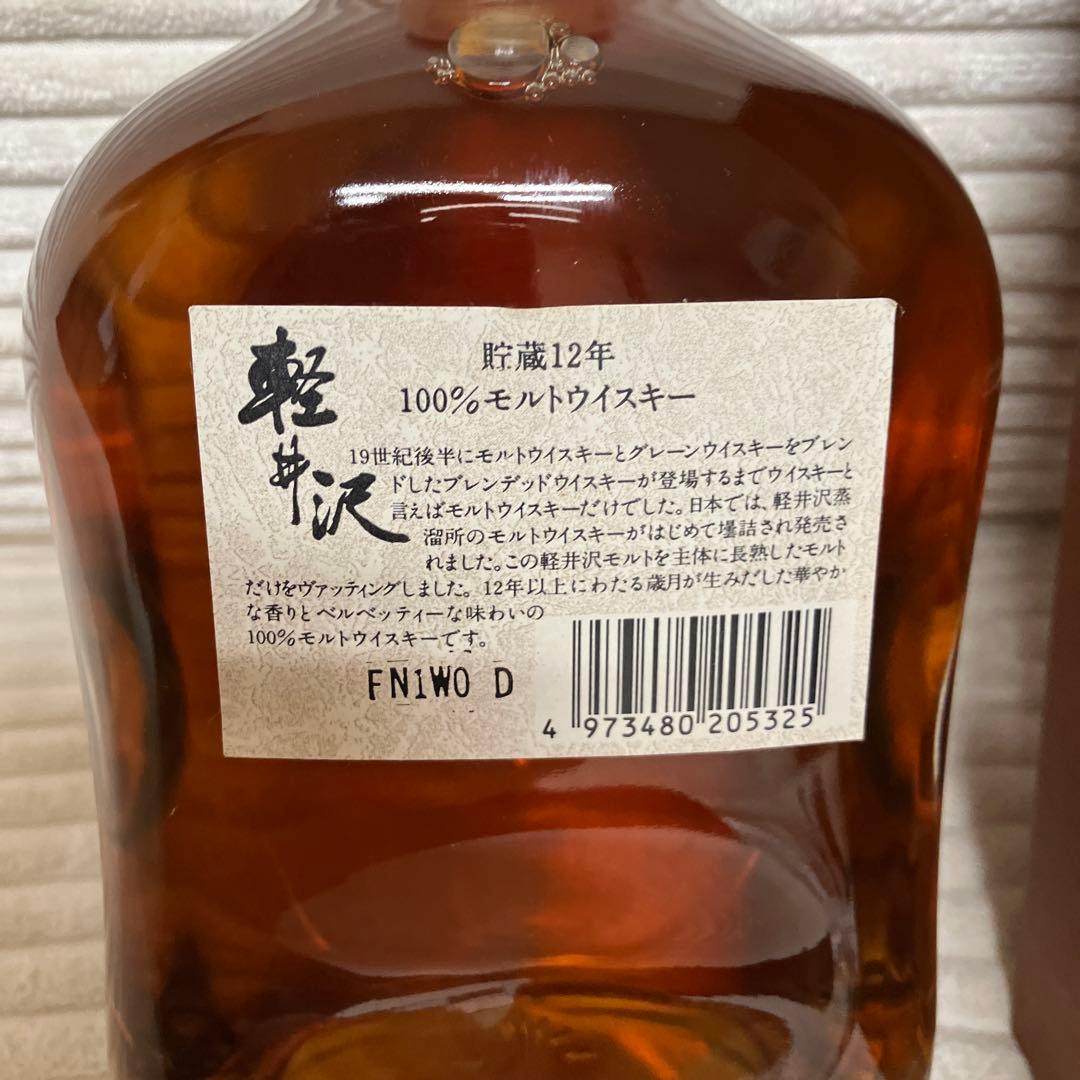 軽井沢
貯蔵12年
100%モルトウイスキー
19世紀後半にモルトウイスキーとグレーンウイスキーをブレン
ドしたブレンデッドウイスキーが登場するまでウイスキーと
言えばモルトウイスキーだけでした。日本では、軽井沢蒸
溜所のモルトウイスキーがはじめて壜詰され発売さ
れました。この軽井沢モルトを主体に長熟したモルト
だけをヴァッティングしました。12年以上にわたる歳月が生みだした華やか
な香りとベルベッティーな味わいの
100%モルトウイスキーです。
FN1W0 D
4 973480 205325